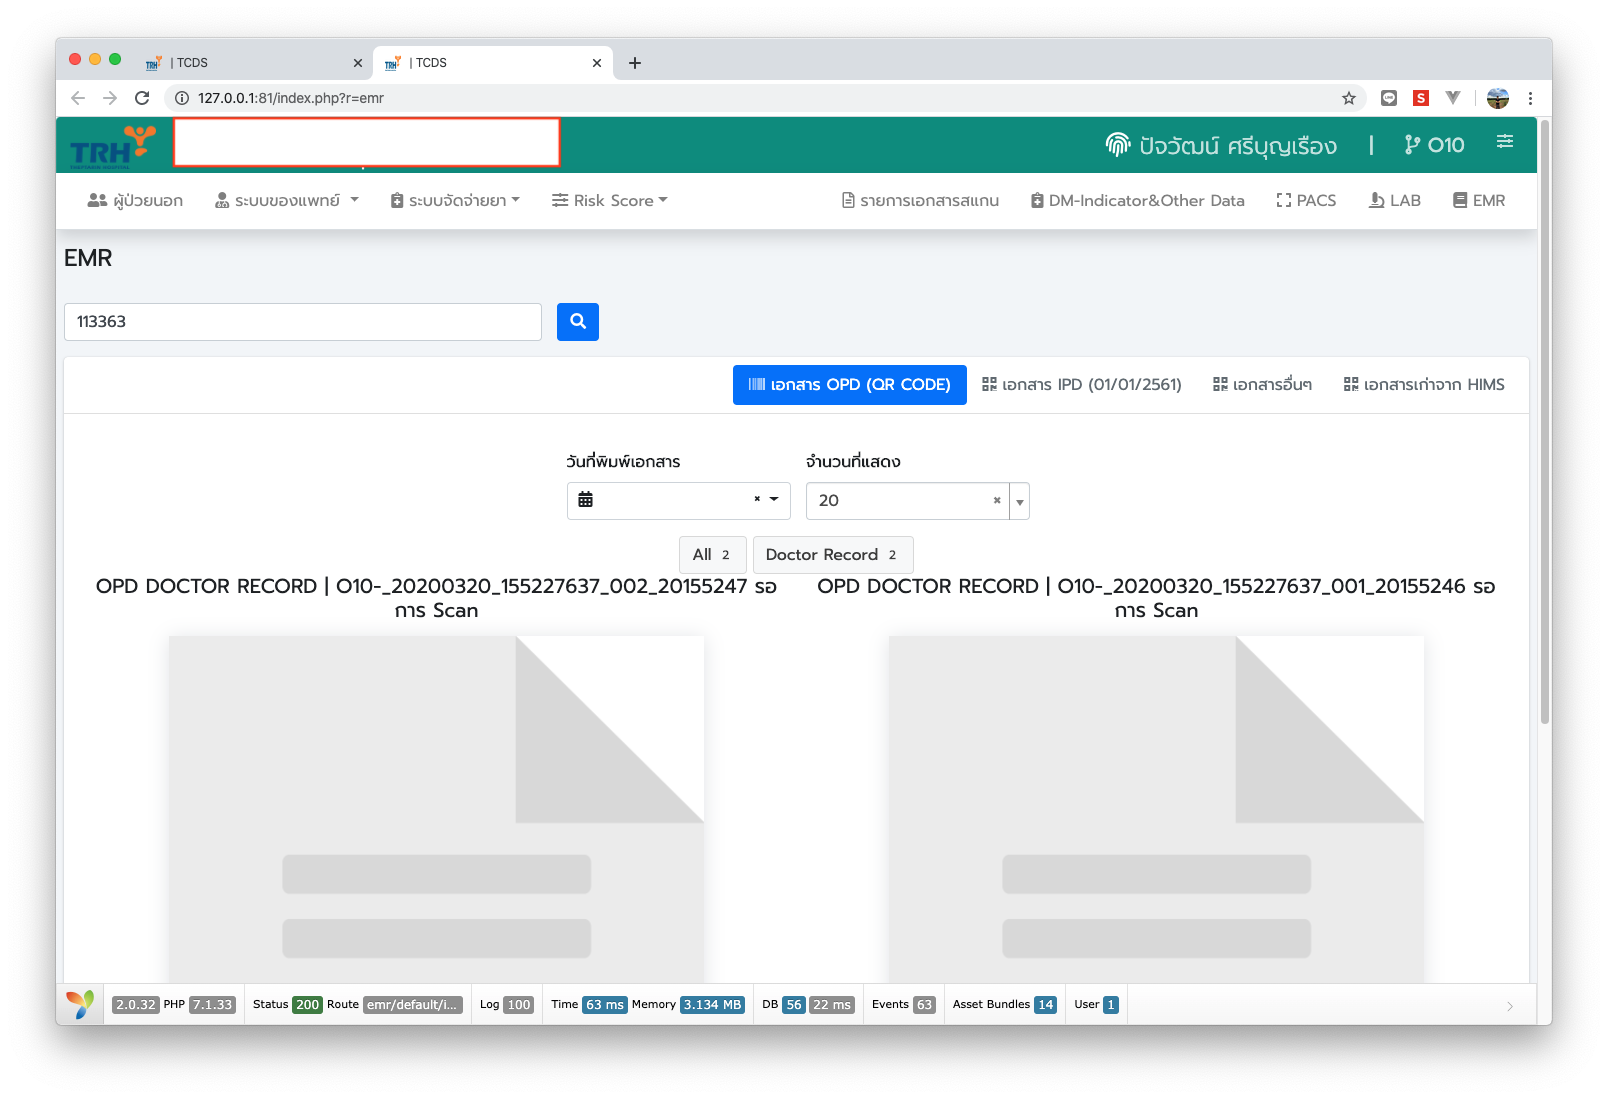 TRH | TCDS
TRH | TCDS
127.0.0.1:81/index.php?r=emr
S
TRH
ปัจวัฒน์ ศรีบุญเรือง | O10
ผู้ป่วยนอก ระบบของแพทย์ ระบบจัดจ่ายยา Risk Score รายการเอกสารสแกน DM-Indicator&Other Data PACS LAB EMR
EMR
113363
เอกสาร OPD (QR CODE) เอกสาร IPD (01/01/2561) เอกสารอื่นๆ เอกสารเก่าจาก HIMS
วันที่พิมพ์เอกสาร จำนวนที่แสดง
20
All 2 Doctor Record 2
OPD DOCTOR RECORD | O10-_20200320_155227637_002_20155247 รอ
การ Scan
OPD DOCTOR RECORD | O10-_20200320_155227637_001_20155246 รอ
การ Scan
2.0.32 PHP 7.1.33 Status 200 Route emr/default/i... Log 100 Time 63 ms Memory 3.134 MB DB 56 22 ms Events 63 Asset Bundles 14 User 1